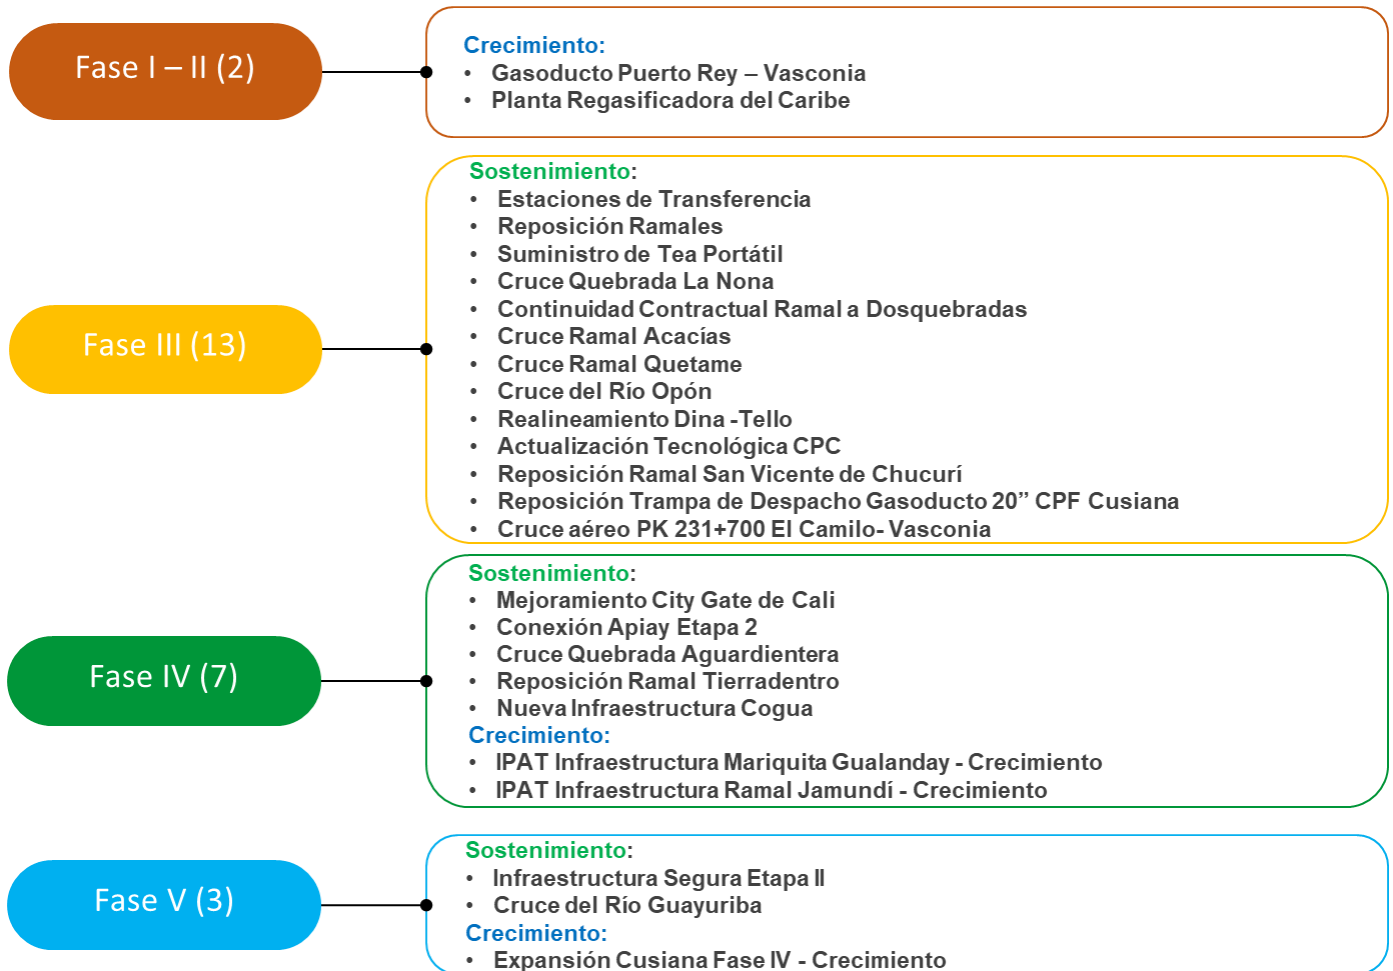 Fase I – II (2)
Crecimiento:
• Gasoducto Puerto Rey – Vasconia
• Planta Regasificadora del Caribe
Fase III (13)
Sostenimiento:
• Estaciones de Transferencia
• Reposición Ramales
• Suministro de Tea Portátil
• Cruce Quebrada La Nona
• Continuidad Contractual Ramal a Dosquebradas
• Cruce Ramal Acacías
• Cruce Ramal Quetame
• Cruce del Río Opón
• Realineamiento Dina -Tello
• Actualización Tecnológica CPC
• Reposición Ramal San Vicente de Chucurí
• Reposición Trampa de Despacho Gasoducto 20” CPF Cusiana
• Cruce aéreo PK 231+700 El Camilo- Vasconia
Fase IV (7)
Sostenimiento:
• Mejoramiento City Gate de Cali
• Conexión Apiay Etapa 2
• Cruce Quebrada Aguardientera
• Reposición Ramal Tierradentro
• Nueva Infraestructura Cogua
Crecimiento:
• IPAT Infraestructura Mariquita Gualanday - Crecimiento
• IPAT Infraestructura Ramal Jamundí - Crecimiento
Fase V (3)
Sostenimiento:
• Infraestructura Segura Etapa II
• Cruce del Río Guayuriba
Crecimiento:
• Expansión Cusiana Fase IV - Crecimiento